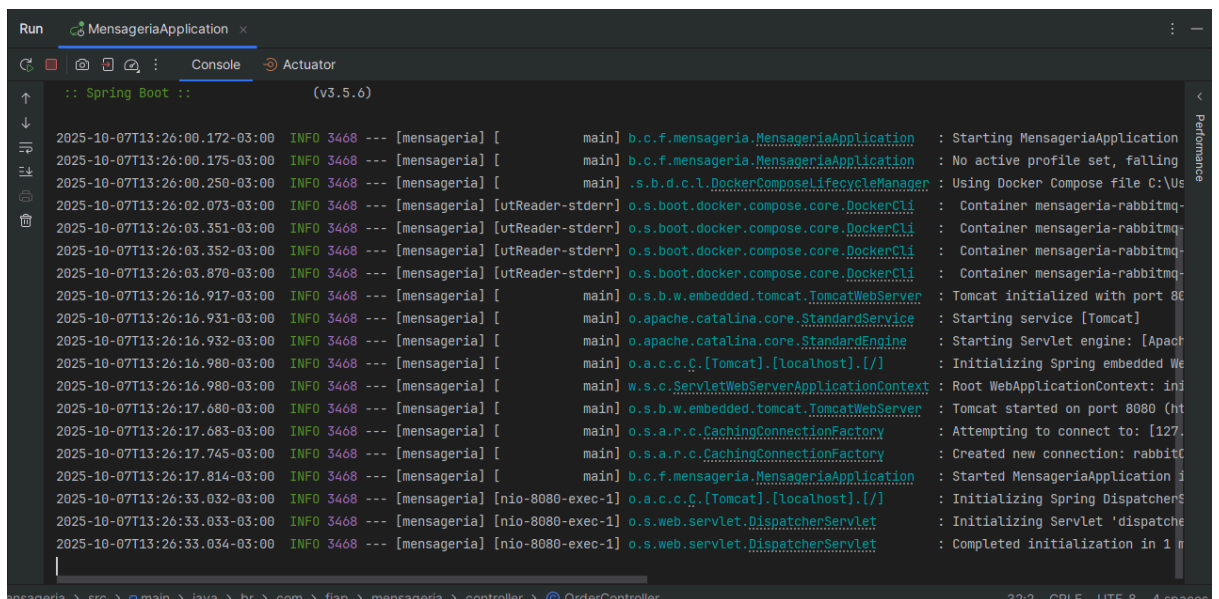 Run MensageriaApplication ×
Console Actuator
:: Spring Boot :: (v3.5.6)
Performance
2025-10-07T13:26:00.172-03:00 INFO 3468 --- [mensageria] [ main] b.c.f.mensageria.MensageriaApplication : Starting MensageriaApplication
2025-10-07T13:26:00.175-03:00 INFO 3468 --- [mensageria] [ main] b.c.f.mensageria.MensageriaApplication : No active profile set, falling
2025-10-07T13:26:00.250-03:00 INFO 3468 --- [mensageria] [ main] .s.b.d.c.l.DockerComposeLifecycleManager : Using Docker Compose file C:\Us
2025-10-07T13:26:02.073-03:00 INFO 3468 --- [mensageria] [utReader-stderr] o.s.boot.docker.compose.core.DockerCli : Container mensageria-rabbitmq-
2025-10-07T13:26:03.351-03:00 INFO 3468 --- [mensageria] [utReader-stderr] o.s.boot.docker.compose.core.DockerCli : Container mensageria-rabbitmq-
2025-10-07T13:26:03.352-03:00 INFO 3468 --- [mensageria] [utReader-stderr] o.s.boot.docker.compose.core.DockerCli : Container mensageria-rabbitmq-
2025-10-07T13:26:03.870-03:00 INFO 3468 --- [mensageria] [utReader-stderr] o.s.boot.docker.compose.core.DockerCli : Container mensageria-rabbitmq-
2025-10-07T13:26:16.917-03:00 INFO 3468 --- [mensageria] [ main] o.s.b.w.embedded.tomcat.TomcatWebServer : Tomcat initialized with port 80
2025-10-07T13:26:16.931-03:00 INFO 3468 --- [mensageria] [ main] o.apache.catalina.core.StandardService : Starting service [Tomcat]
2025-10-07T13:26:16.932-03:00 INFO 3468 --- [mensageria] [ main] o.apache.catalina.core.StandardEngine : Starting Servlet engine: [Apach
2025-10-07T13:26:16.980-03:00 INFO 3468 --- [mensageria] [ main] o.a.c.c.C.[Tomcat].[localhost].[/] : Initializing Spring embedded We
2025-10-07T13:26:16.980-03:00 INFO 3468 --- [mensageria] [ main] w.s.c.ServletWebServerApplicationContext : Root WebApplicationContext: ini
2025-10-07T13:26:17.680-03:00 INFO 3468 --- [mensageria] [ main] o.s.b.w.embedded.tomcat.TomcatWebServer : Tomcat started on port 8080 (ht
2025-10-07T13:26:17.683-03:00 INFO 3468 --- [mensageria] [ main] o.s.a.r.c.CachingConnectionFactory : Attempting to connect to: [127.
2025-10-07T13:26:17.745-03:00 INFO 3468 --- [mensageria] [ main] o.s.a.r.c.CachingConnectionFactory : Created new connection: rabbitC
2025-10-07T13:26:17.814-03:00 INFO 3468 --- [mensageria] [ main] b.c.f.mensageria.MensageriaApplication : Started MensageriaApplication i
2025-10-07T13:26:33.032-03:00 INFO 3468 --- [mensageria] [nio-8080-exec-1] o.a.c.c.C.[Tomcat].[localhost].[/] : Initializing Spring DispatcherS
2025-10-07T13:26:33.033-03:00 INFO 3468 --- [mensageria] [nio-8080-exec-1] o.s.web.servlet.DispatcherServlet : Initializing Servlet 'dispatche
2025-10-07T13:26:33.034-03:00 INFO 3468 --- [mensageria] [nio-8080-exec-1] o.s.web.servlet.DispatcherServlet : Completed initialization in 1 m
ensageria > src > main > java > br > com > fiap > mensageria > controller > OrderController 32:2 CRLF UTF-8 4 spaces